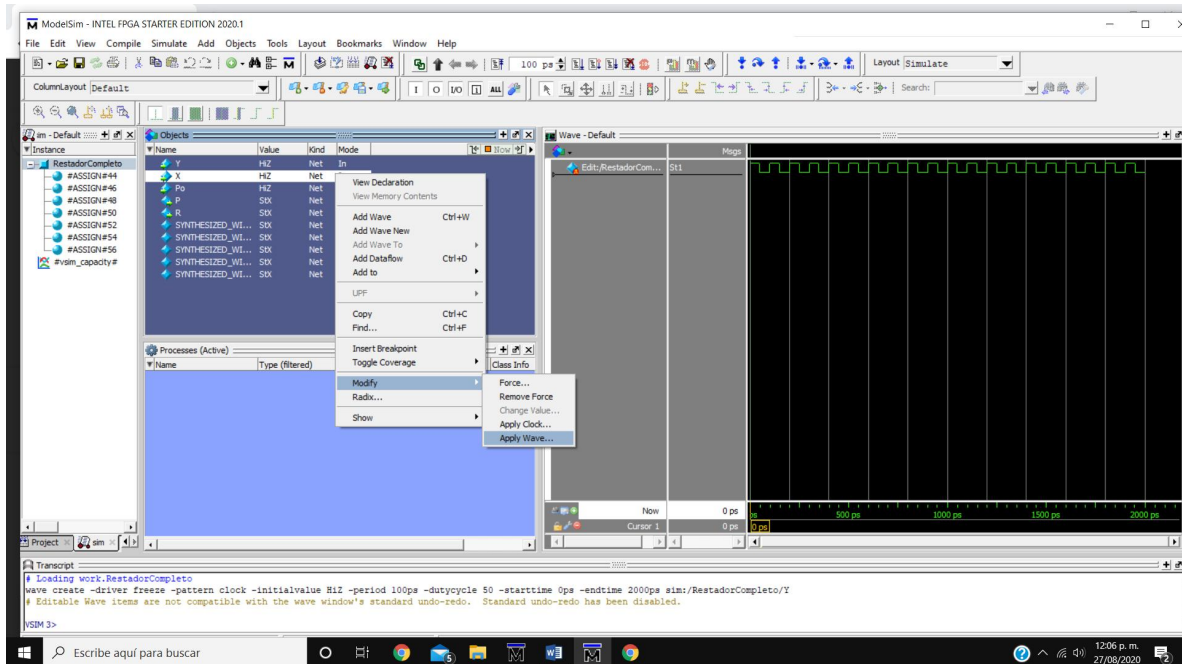 ModelSim - INTEL FPGA STARTER EDITION 2020.1
File Edit View Compile Simulate Add Objects Tools Layout Bookmarks Window Help
100 ps
Layout Simulate
ColumnLayout Default
I O I/O ALL
Search:
sim - Default
Objects
Now
Wave - Default
Instance
Name Value Kind Mode
Msgs
RestadorCompleto
#ASSIGN#44
#ASSIGN#46
#ASSIGN#48
#ASSIGN#50
#ASSIGN#52
#ASSIGN#54
#ASSIGN#56
#vsim_capacity#
Y HiZ Net In
X HiZ Net
Po HiZ Net
P StX Net
R StX Net
SYNTHESIZED_WI... StX Net
SYNTHESIZED_WI... StX Net
SYNTHESIZED_WI... StX Net
SYNTHESIZED_WI... StX Net
SYNTHESIZED_WI... StX Net
View Declaration
View Memory Contents
Add Wave Ctrl+W
Add Wave New
Add Wave To
Add Dataflow Ctrl+D
Add to
UPF
Copy Ctrl+C
Find... Ctrl+F
Insert Breakpoint
Toggle Coverage
Modify
Radix...
Show
Force...
Remove Force
Change Value...
Apply Clock...
Apply Wave...
Processes (Active)
Name Type (filtered) Class Info
Edit:/RestadorCom... St1
Now 0 ps
Cursor 1 0 ps
ps 500 ps 1000 ps 1500 ps 2000 ps
0 ps
Project sim
Transcript
# Loading work.RestadorCompleto
wave create -driver freeze -pattern clock -initialvalue HiZ -period 100ps -dutycycle 50 -starttime 0ps -endtime 2000ps sim:/RestadorCompleto/Y
# Editable Wave items are not compatible with the wave window's standard undo-redo. Standard undo-redo has been disabled.
VSIM 3>
Escribe aquí para buscar
5
12:06 p. m.
27/08/2020
2